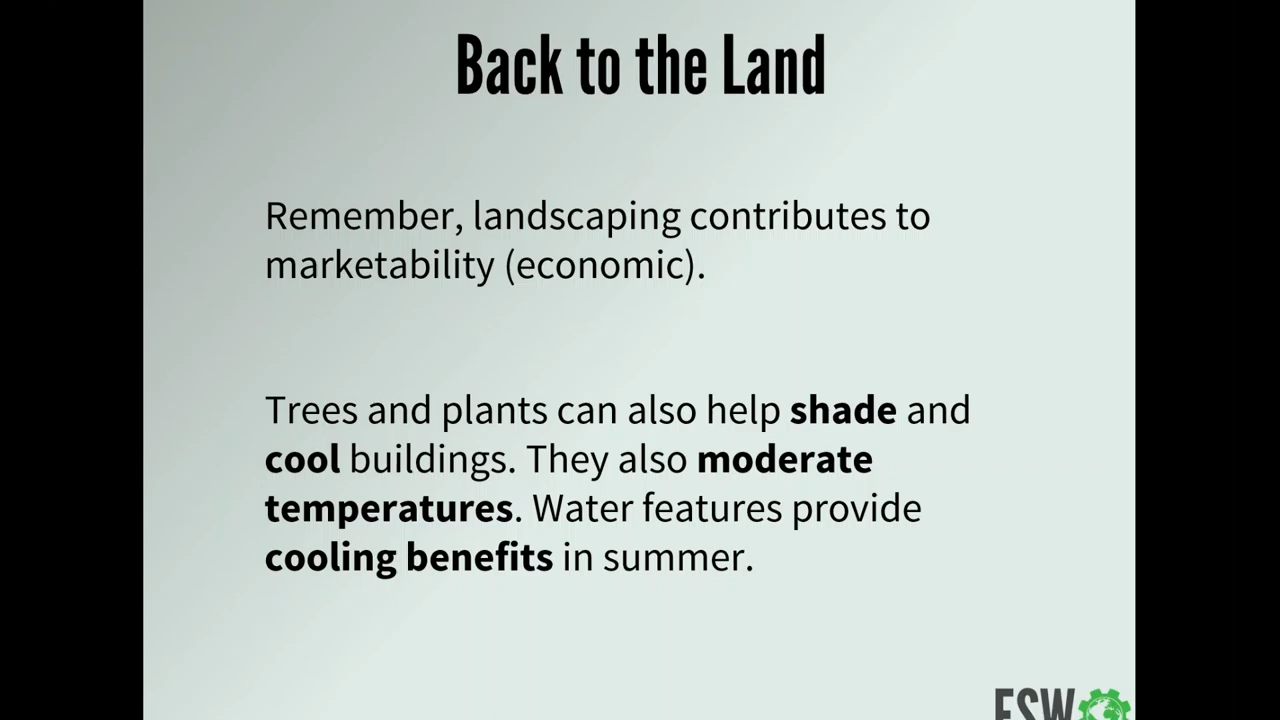 Back to the Land
Remember, landscaping contributes to
marketability (economic).
Trees and plants can also help shade and
cool buildings. They also moderate
temperatures. Water features provide
cooling benefits in summer.
ESW